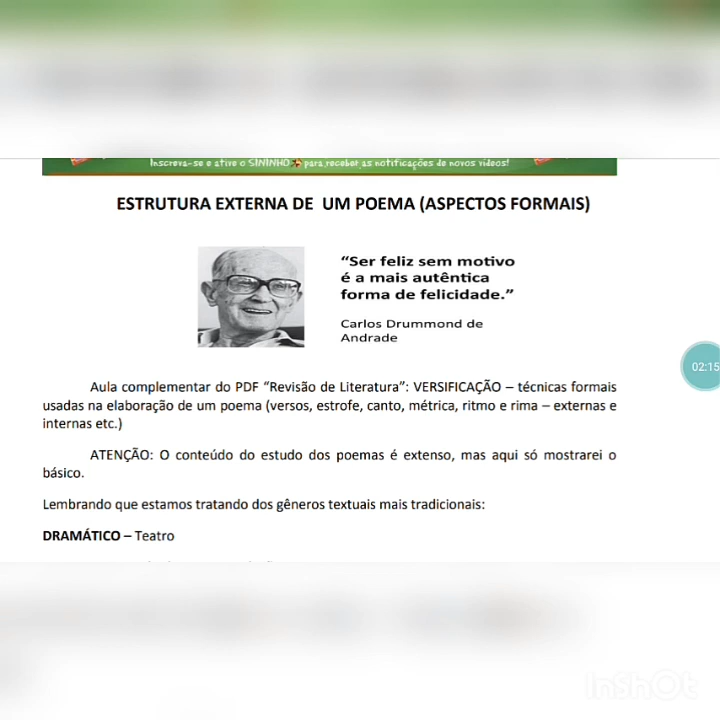 Inscreva-se e ative o SININHO para receber as notificações de novos vídeos!
ESTRUTURA EXTERNA DE UM POEMA (ASPECTOS FORMAIS)
“Ser feliz sem motivo
é a mais autêntica
forma de felicidade.”
Carlos Drummond de
Andrade
02:15
Aula complementar do PDF “Revisão de Literatura”: VERSIFICAÇÃO – técnicas formais
usadas na elaboração de um poema (versos, estrofe, canto, métrica, ritmo e rima – externas e
internas etc.)
ATENÇÃO: O conteúdo do estudo dos poemas é extenso, mas aqui só mostrarei o
básico.
Lembrando que estamos tratando dos gêneros textuais mais tradicionais:
DRAMÁTICO – Teatro
InShOt